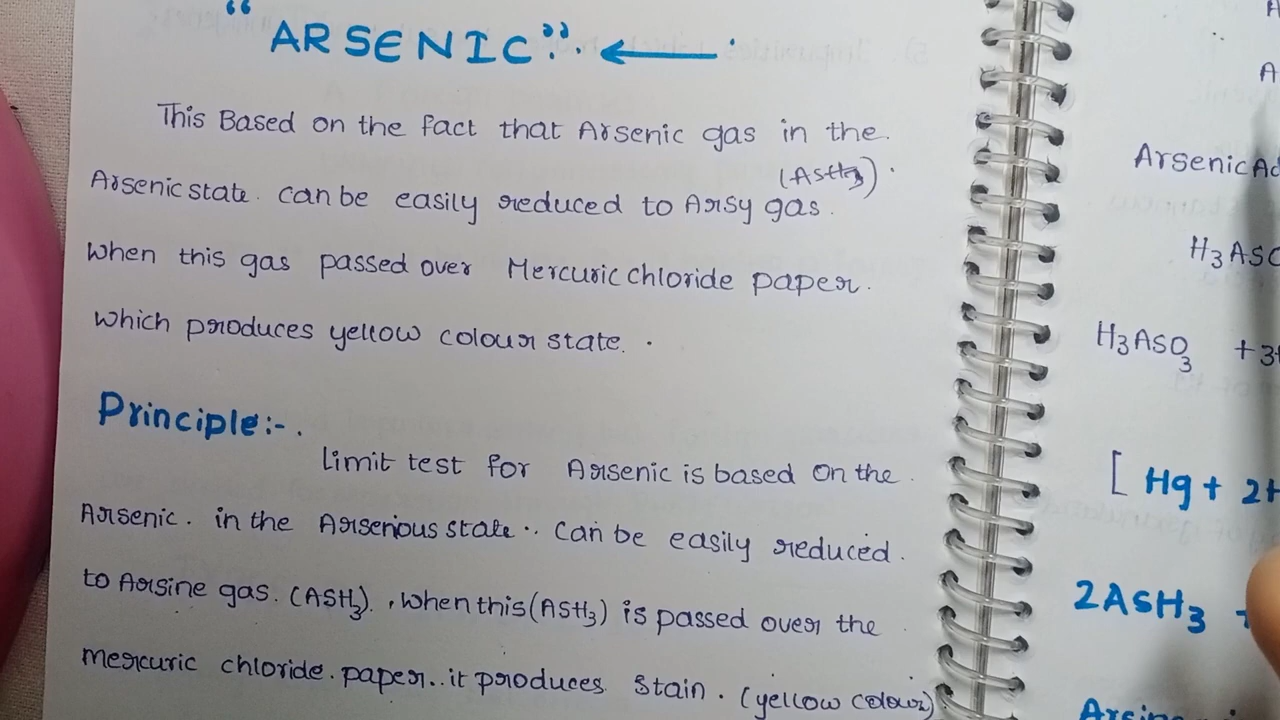 "ARSENIC".
This Based on the fact that Arsenic gas in the.
(AsH3).
Arsenic state. can be easily reduced to Arsy gas.
When this gas passed over Mercuric chloride paper.
Which produces yellow colour state.
Principle:-.
Limit test for Arsenic is based on the.
Arsenic. in the Arsenious state.. can be easily reduced.
to Arsine gas. (AsH3). , when this (AsH3) is passed over the
mercuric chloride. paper.. it produces stain. (yellow colour)
A
Arsenic Ac
H3ASO
H3ASO3 + 3
[ Hg + 2H
2AsH3 +